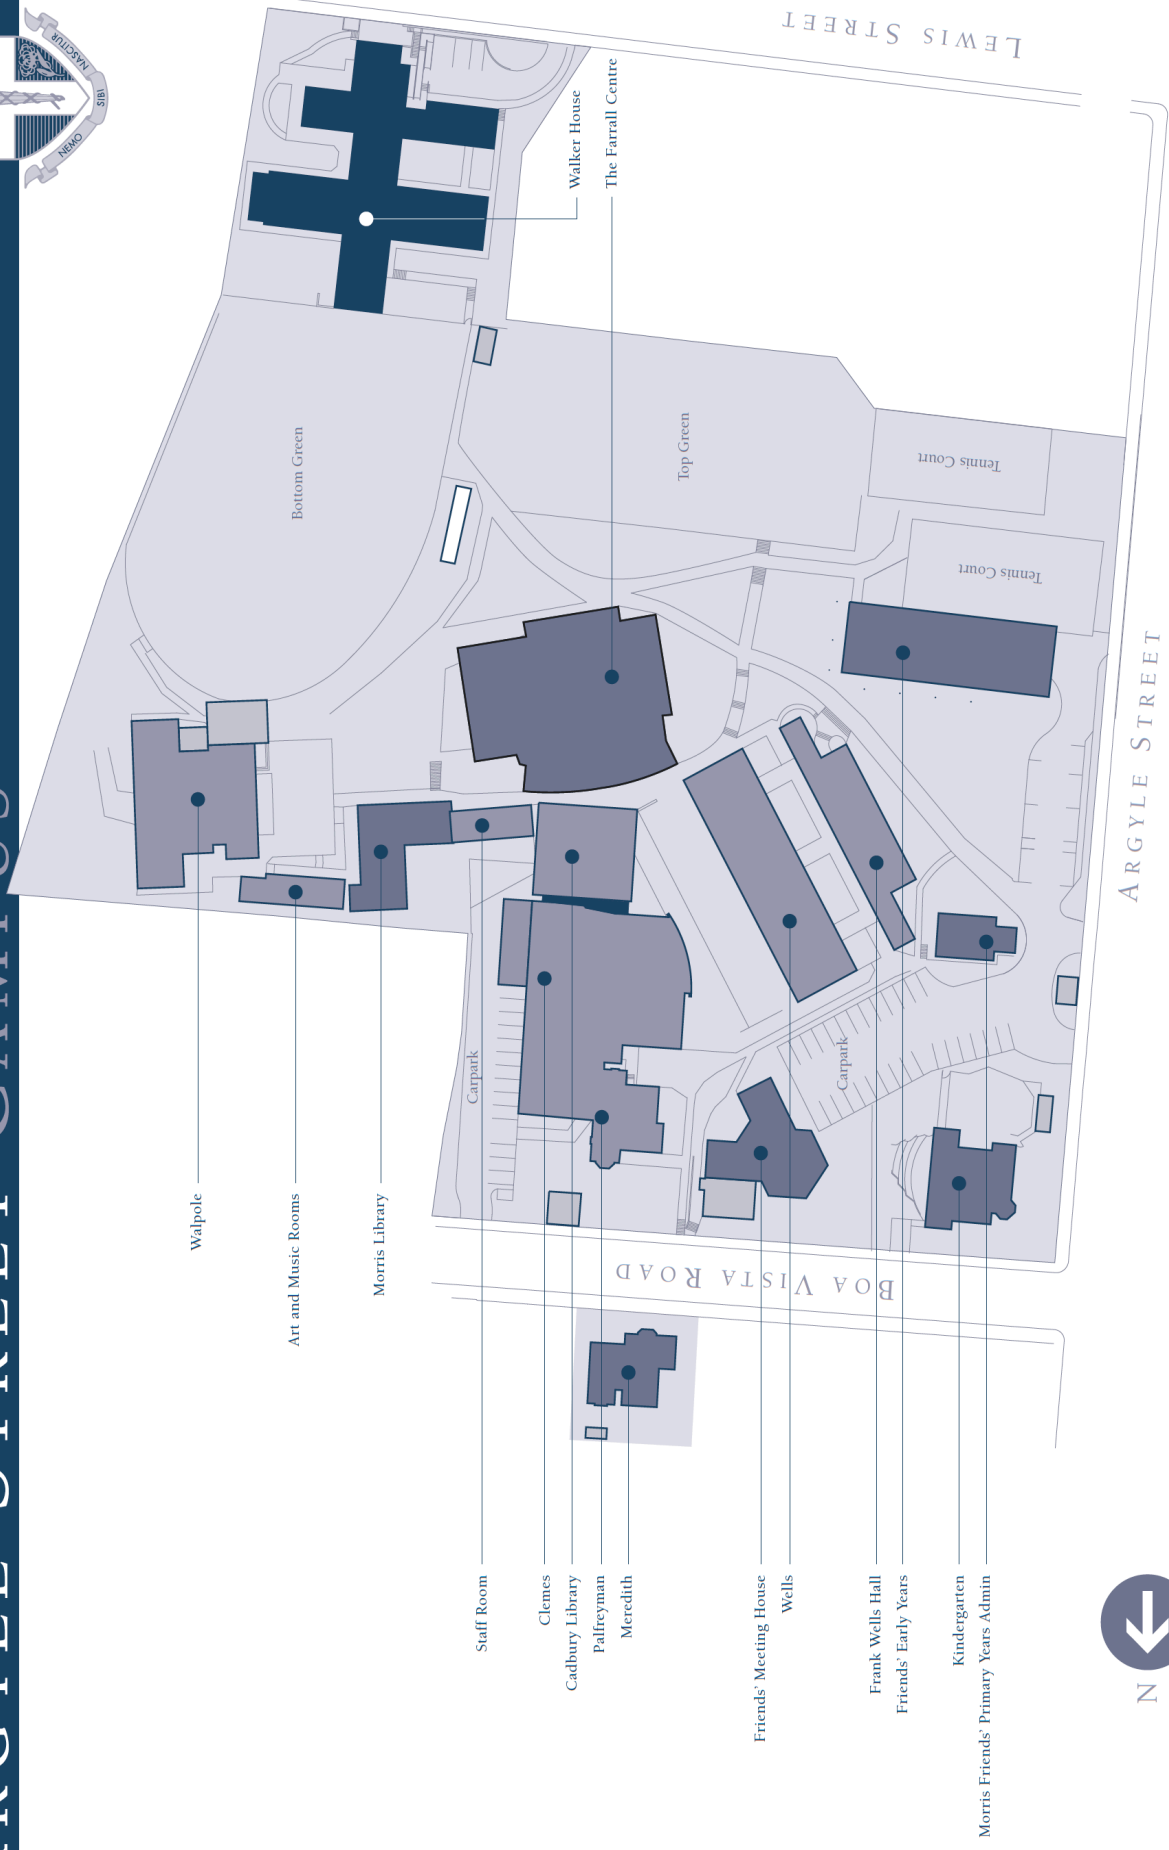 NEMO
SIBI
NASCITUR
LEWIS STREET
Walker House
The Farrall Centre
Bottom Green
Top Green
Tennis Court
Tennis Court
ARGYLE STREET
Carpark
Carpark
BOA VISTA ROAD
Walpole
Art and Music Rooms
Morris Library
Staff Room
Clemes
Cadbury Library
Palfreyman
Meredith
Friends’ Meeting House
Wells
Frank Wells Hall
Friends’ Early Years
Kindergarten
Morris Friends’ Primary Years Admin
N